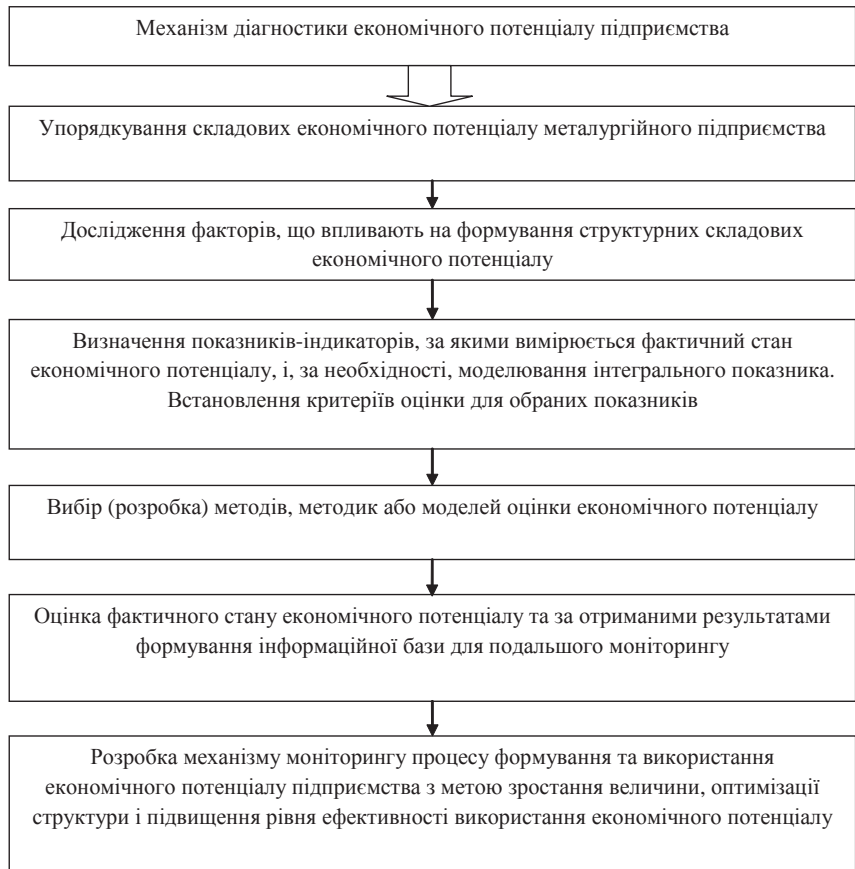 Механізм діагностики економічного потенціалу підприємства
Упорядкування складових економічного потенціалу металургійного підприємства
Дослідження факторів, що впливають на формування структурних складових
економічного потенціалу
Визначення показників-індикаторів, за якими вимірюється фактичний стан
економічного потенціалу, і, за необхідності, моделювання інтегрального показника.
Встановлення критеріїв оцінки для обраних показників
Вибір (розробка) методів, методик або моделей оцінки економічного потенціалу
Оцінка фактичного стану економічного потенціалу та за отриманими результатами
формування інформаційної бази для подальшого моніторингу
Розробка механізму моніторингу процесу формування та використання
економічного потенціалу підприємства з метою зростання величини, оптимізації
структури і підвищення рівня ефективності використання економічного потенціалу